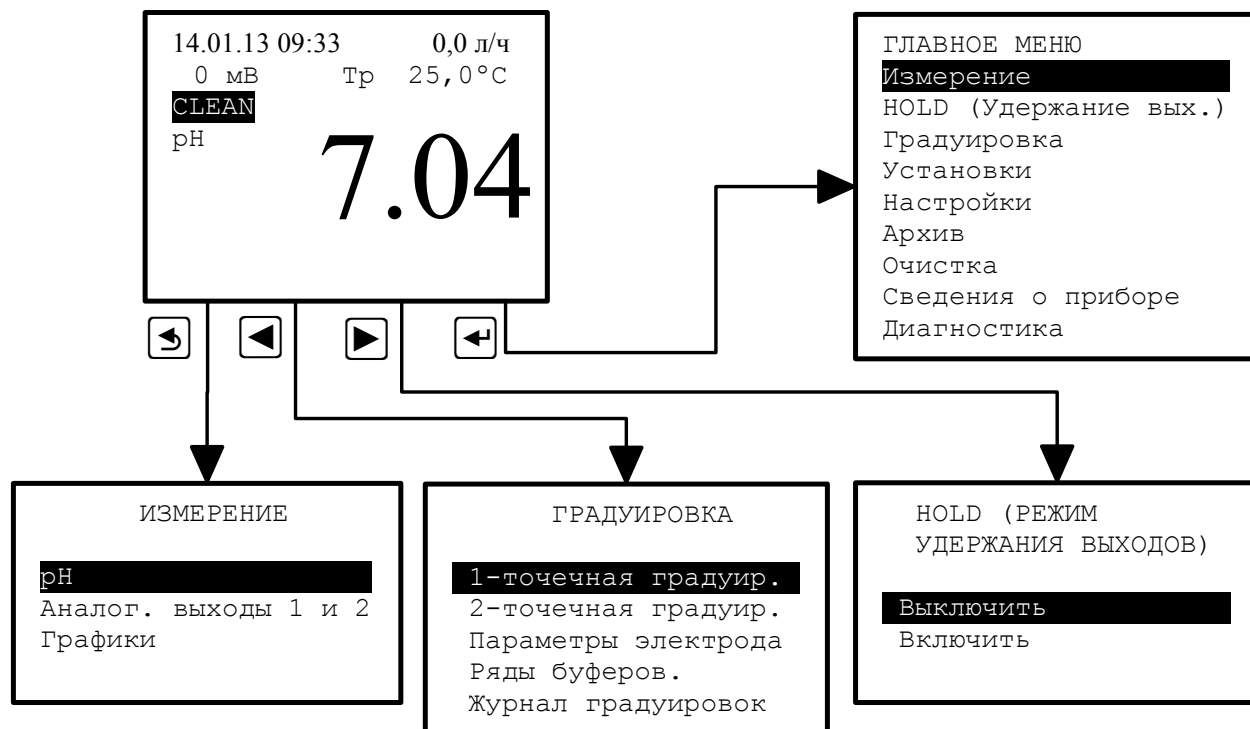 14.01.13 09:33 0,0 л/ч
0 мВ Тр 25,0°C
CLEAN
pH
7.04
ГЛАВНОЕ МЕНЮ
Измерение
HOLD (Удержание вых.)
Градуировка
Установки
Настройки
Архив
Очистка
Сведения о приборе
Диагностика
ИЗМЕРЕНИЕ
pH
Аналог. выходы 1 и 2
Графики
ГРАДУИРОВКА
1-точечная градуир.
2-точечная градуир.
Параметры электрода
Ряды буферов.
Журнал градуировок
HOLD (РЕЖИМ
УДЕРЖАНИЯ ВЫХОДОВ)
Выключить
Включить